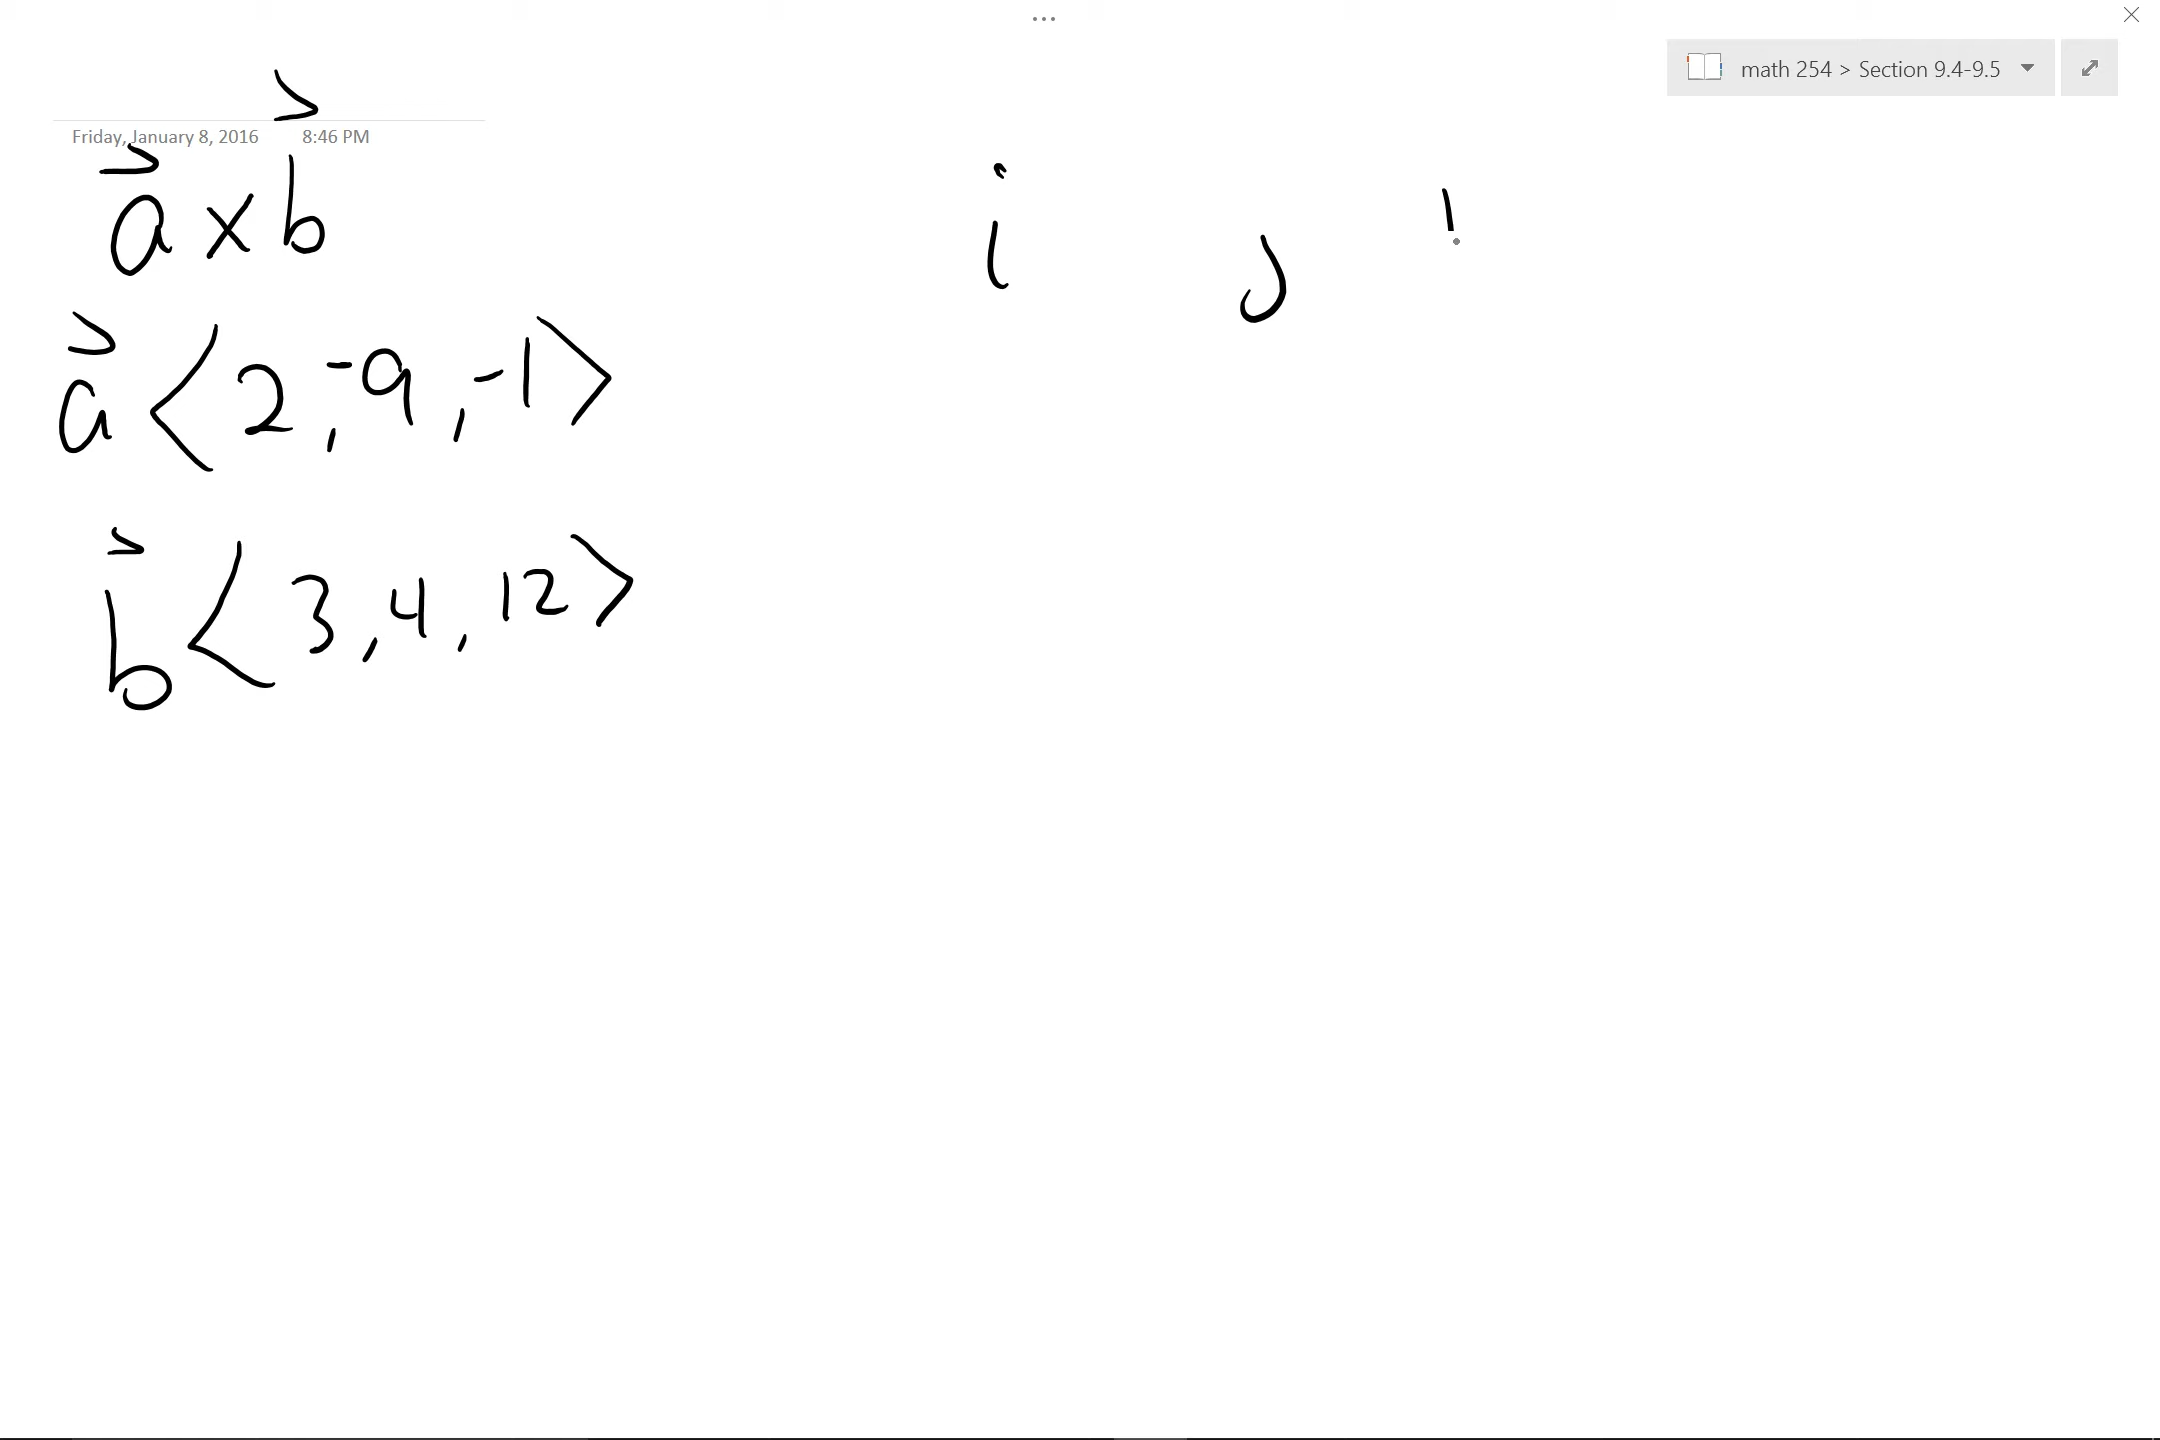 math 254 > Section 9.4-9.5
Friday, January 8, 2016 8:46 PM
a⃗ x b⃗
i j
a⃗ <2, -9, -1>
b⃗ <3, 4, 12>